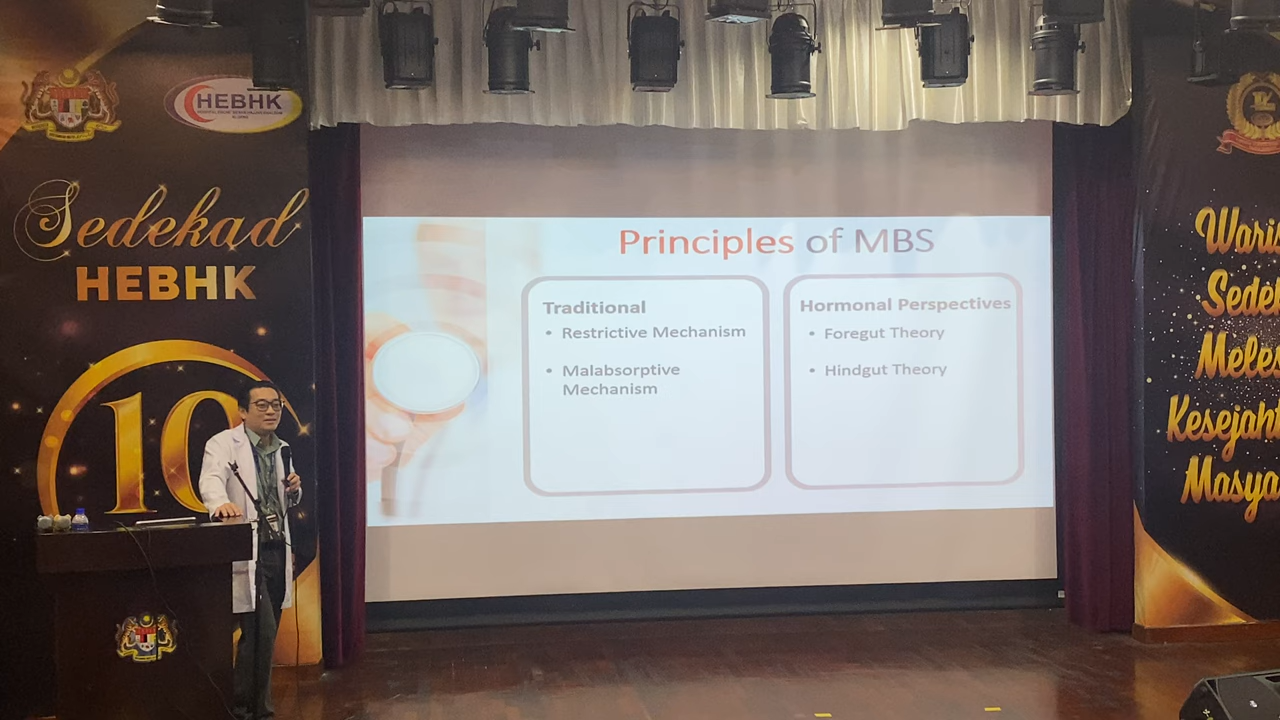 HEBHK
Sedekad
HEBHK
10
Principles of MBS
Traditional
• Restrictive Mechanism
• Malabsorptive
Mechanism
Hormonal Perspectives
• Foregut Theory
• Hindgut Theory